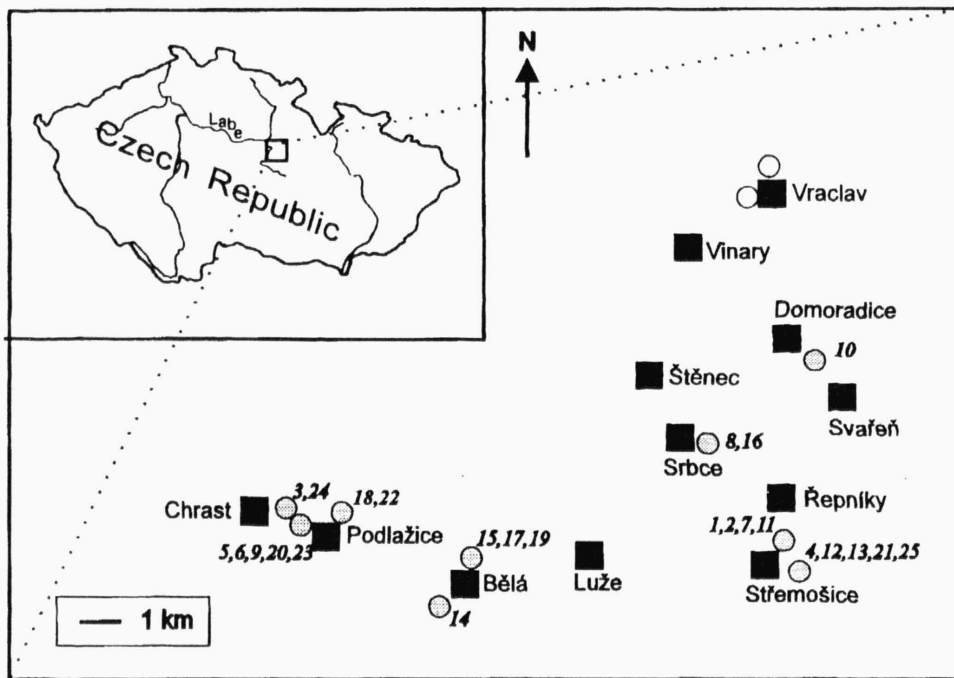 N
Labe
Czech Republic
Vraclav
Vinary
Domoradice
10
Štěnec
Svařeň
8,16
Srbce
3,24
18,22
Chrast
Řepníky
Podlažice
1,2,7,11
5,6,9,20,23
15,17,19
4,12,13,21,25
Bělá
Luže
Střemošice
14
1 km